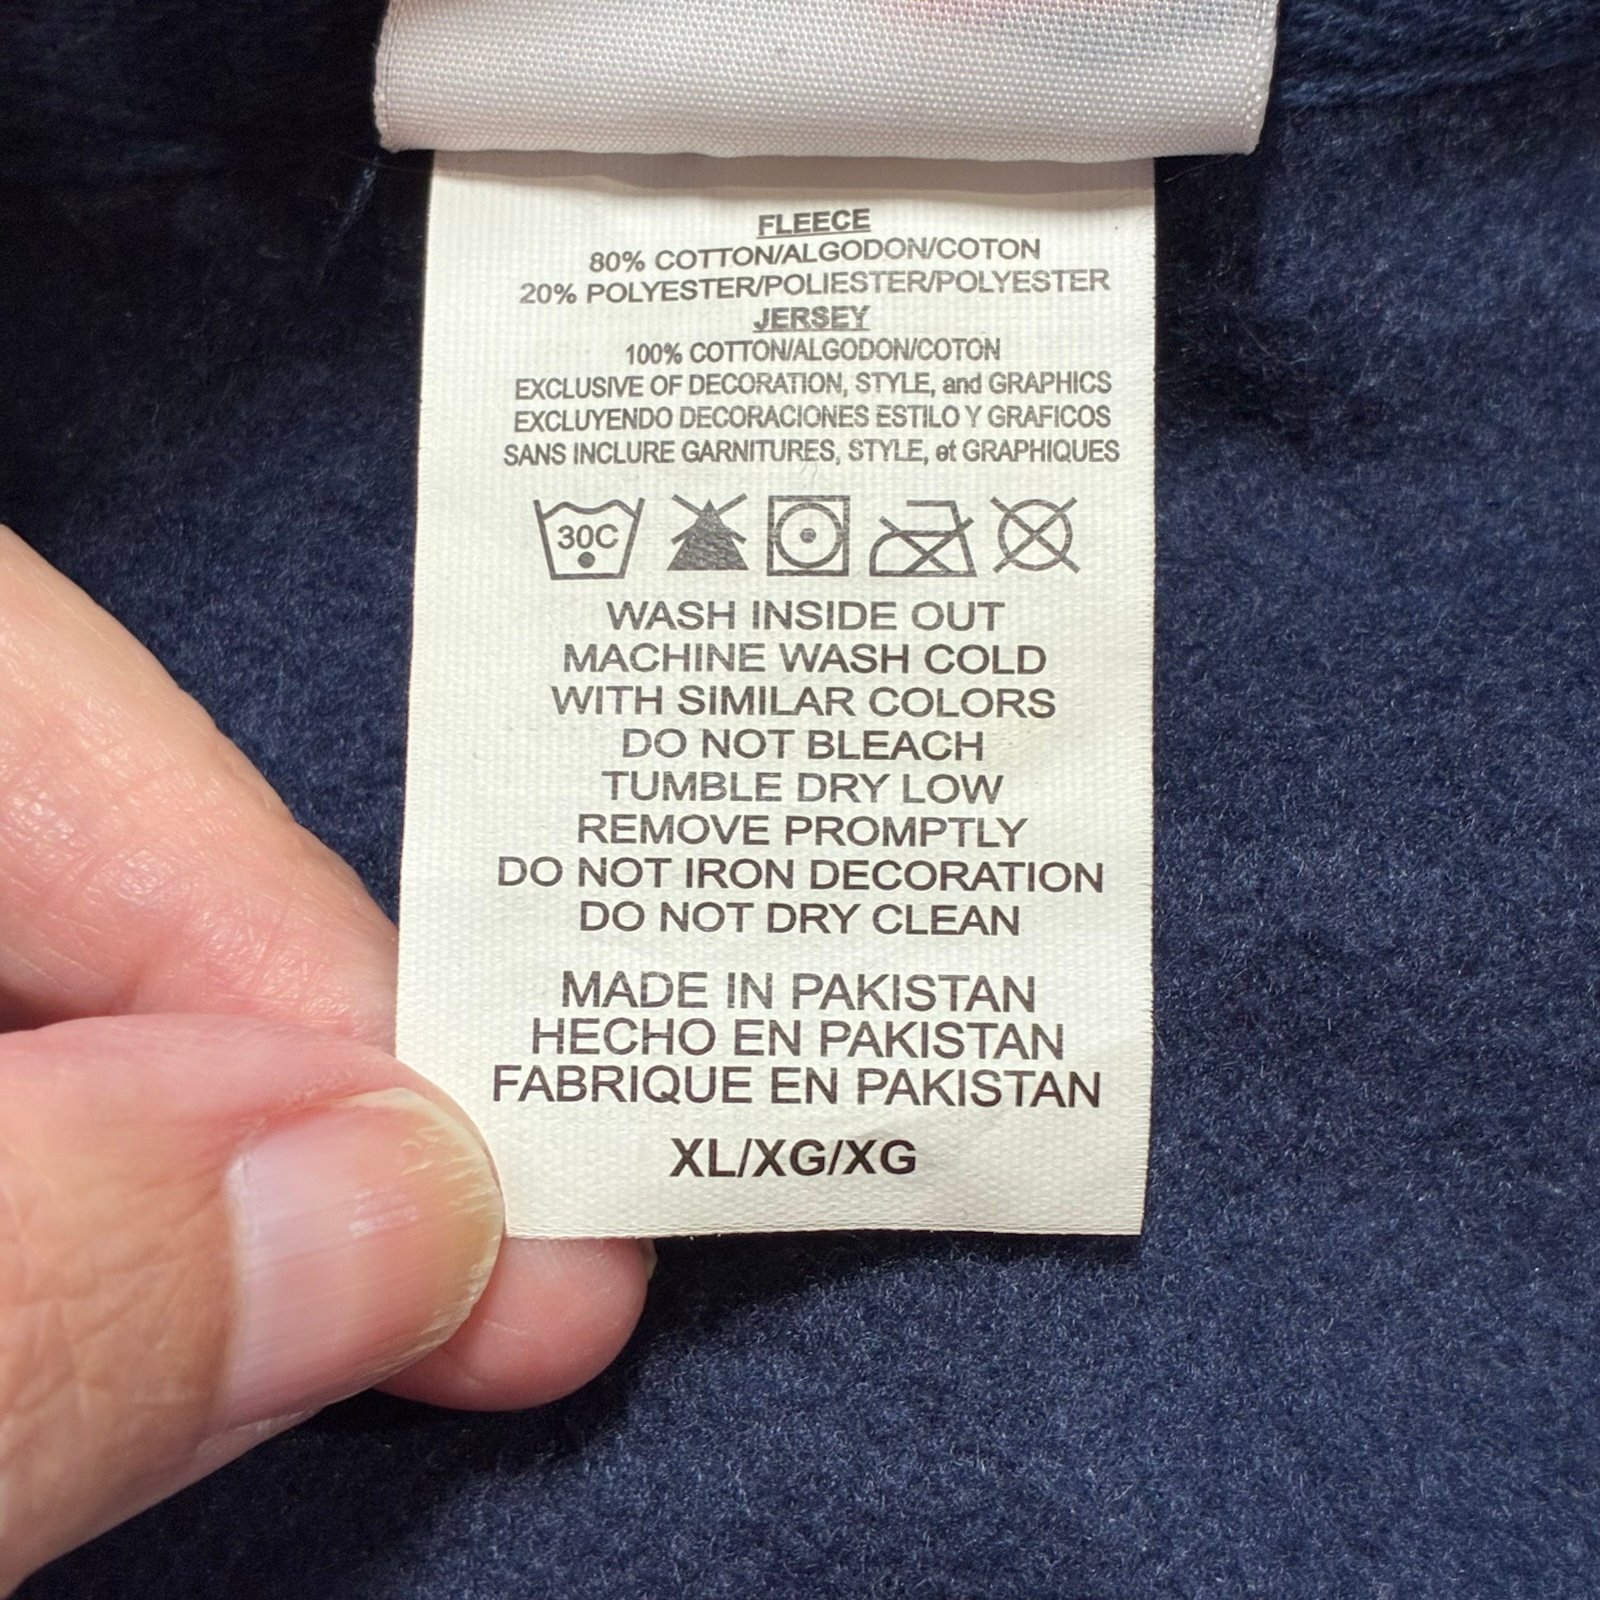 FLEECE
80% COTTON/ALGODON/COTON
20% POLYESTER/POLIESTER/POLYESTER
JERSEY
100% COTTON/ALGODON/COTON
EXCLUSIVE OF DECORATION, STYLE, and GRAPHICS
EXCLUYENDO DECORACIONES ESTILO Y GRAFICOS
SANS INCLURE GARNITURES, STYLE, et GRAPHIQUES
30C
WASH INSIDE OUT
MACHINE WASH COLD
WITH SIMILAR COLORS
DO NOT BLEACH
TUMBLE DRY LOW
REMOVE PROMPTLY
DO NOT IRON DECORATION
DO NOT DRY CLEAN
MADE IN PAKISTAN
HECHO EN PAKISTAN
FABRIQUE EN PAKISTAN
XL/XG/XG